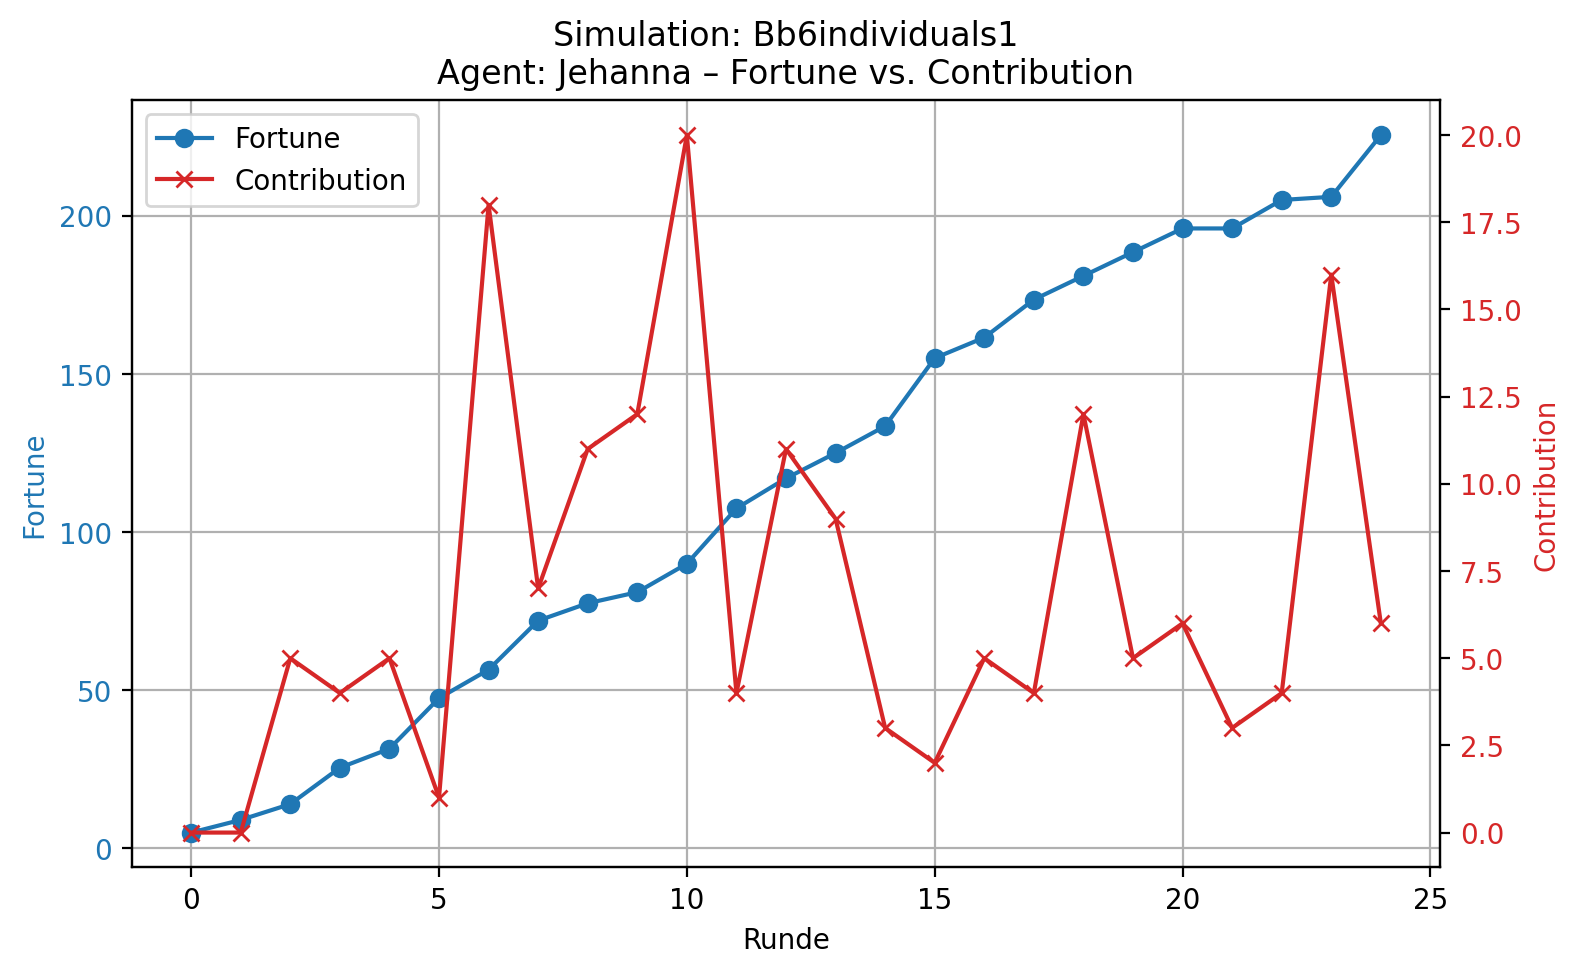 Simulation: Bb6individuals1
Agent: Jehanna – Fortune vs. Contribution
Fortune
Contribution
200
150
100
50
0
Fortune
20.0
17.5
15.0
12.5
10.0
7.5
5.0
2.5
0.0
Contribution
0 5 10 15 20 25
Runde